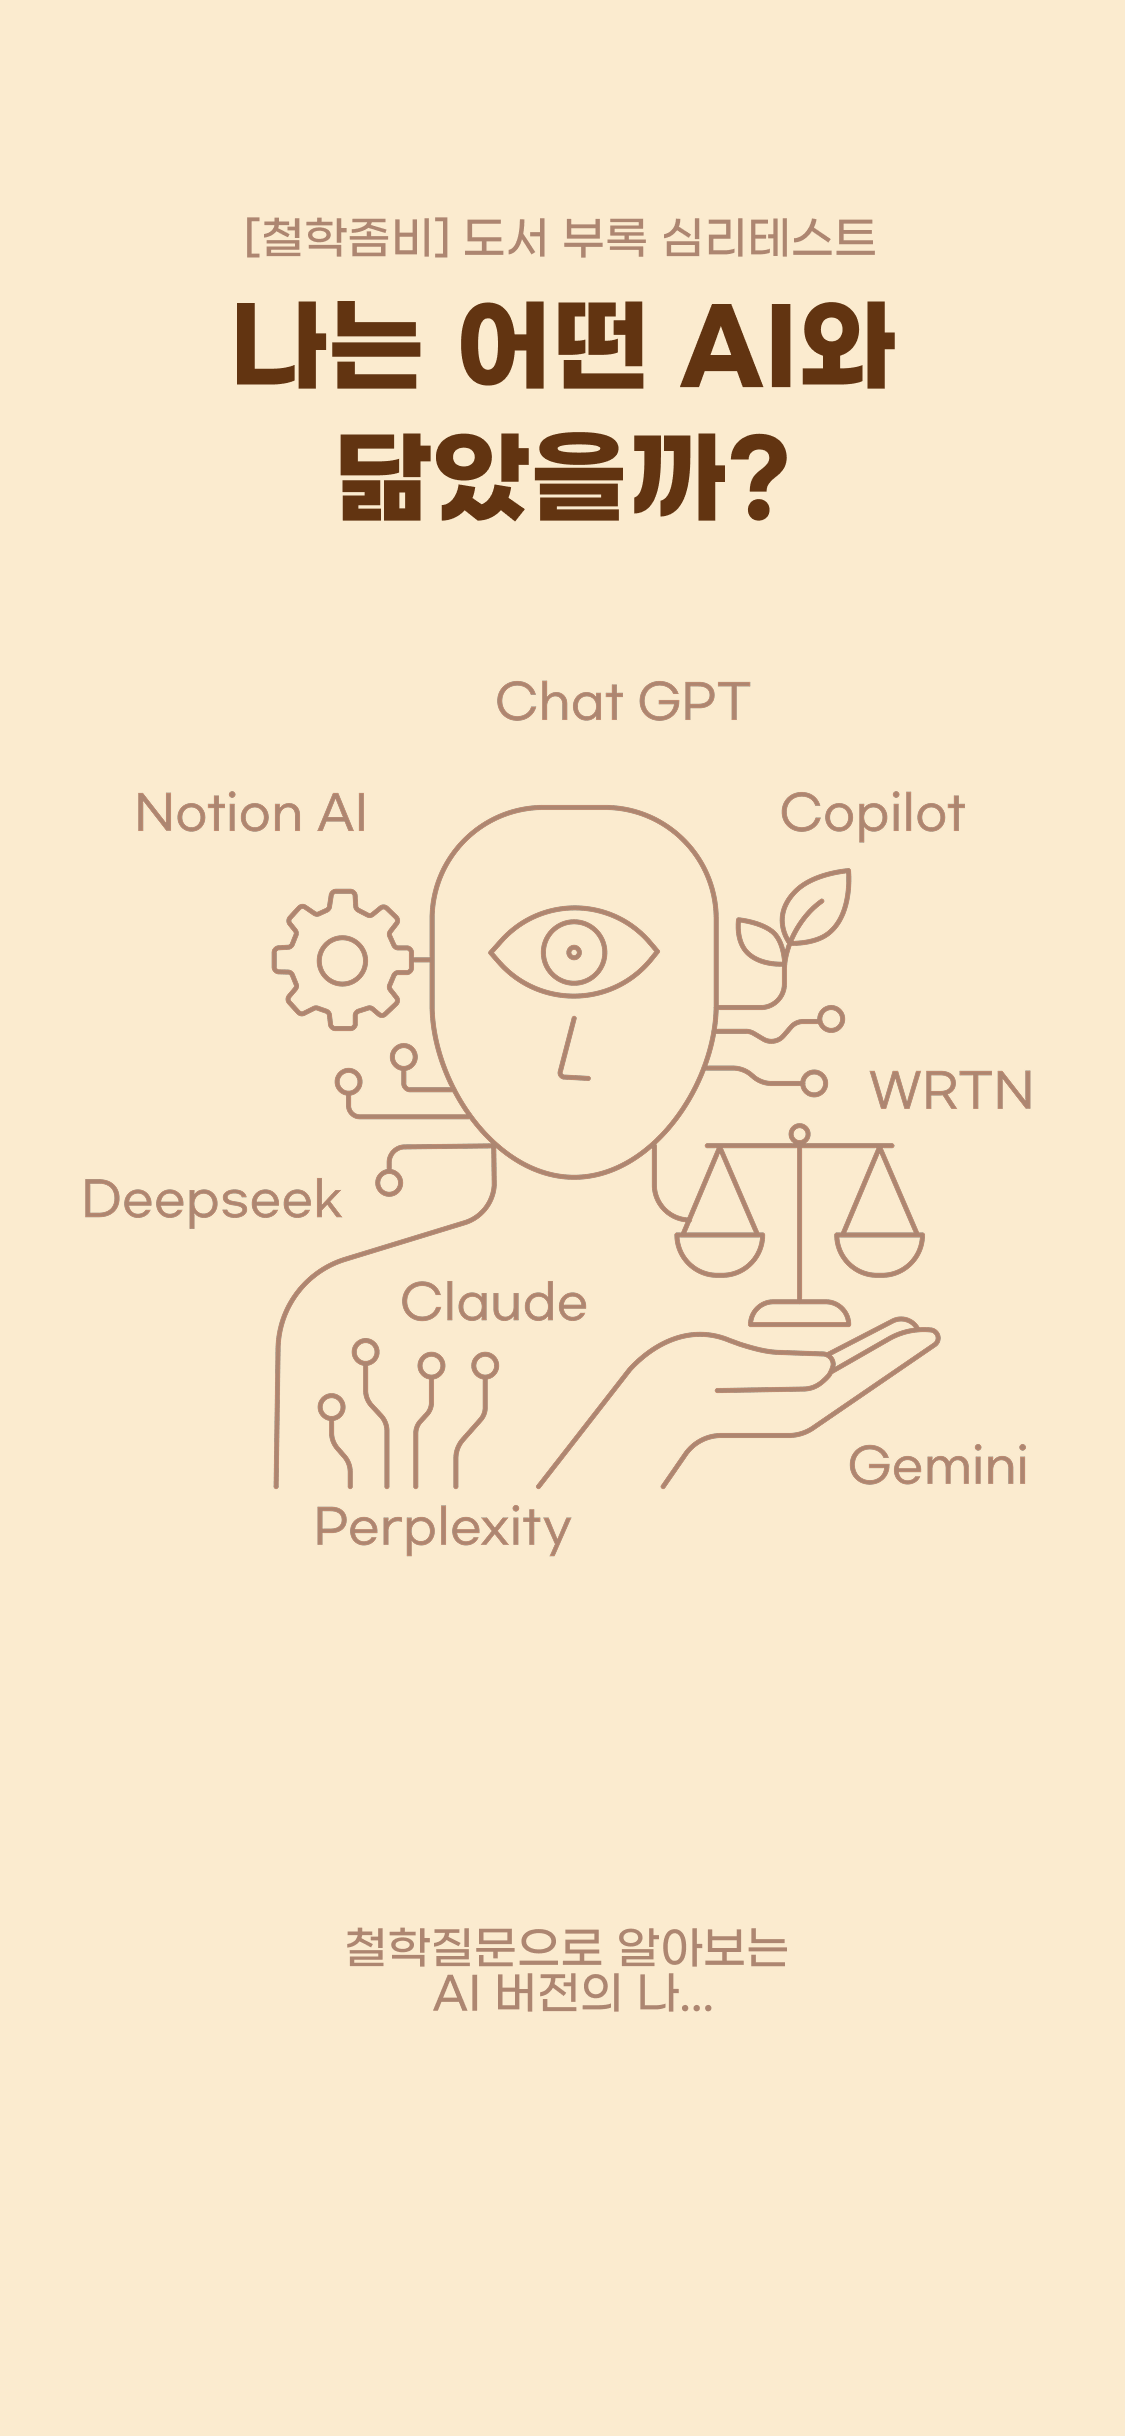 [철학좀비] 도서 부록 심리테스트
나는 어떤 AI와
닮았을까?
Chat GPT
Notion AI
Copilot
WRTN
Deepseek
Claude
Gemini
Perplexity
철학질문으로 알아보는
AI 버전의 나...